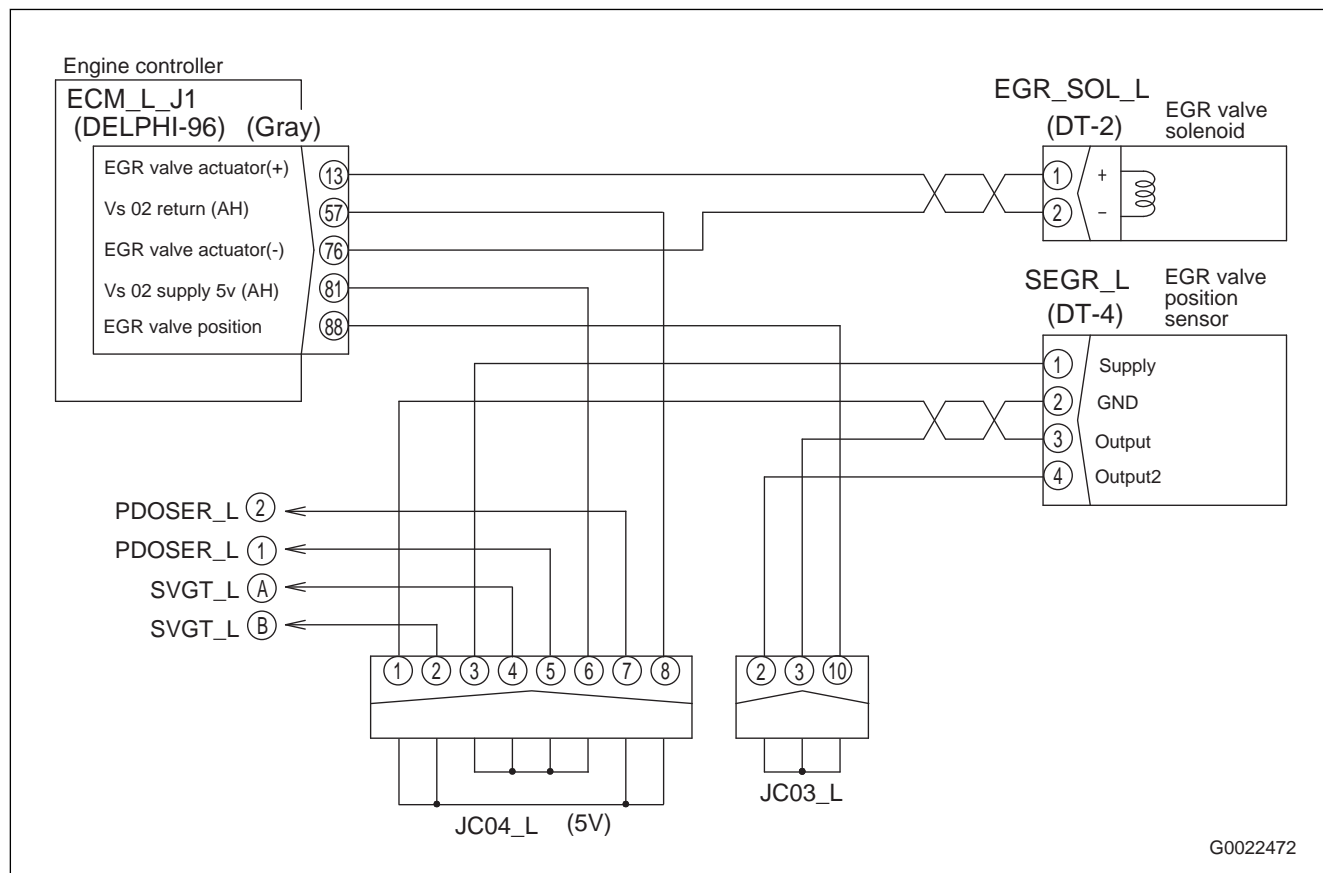 Engine controller
ECM_L_J1
(DELPHI-96) (Gray)
EGR valve actuator(+) 13
Vs 02 return (AH) 57
EGR valve actuator(-) 76
Vs 02 supply 5v (AH) 81
EGR valve position 88
EGR_SOL_L
(DT-2)
EGR valve
solenoid
1 +
2 −
SEGR_L
(DT-4)
EGR valve
position
sensor
1 Supply
2 GND
3 Output
4 Output2
PDOSER_L 2
PDOSER_L 1
SVGT_L A
SVGT_L B
1 2 3 4 5 6 7 8
JC04_L (5V)
2 3 10
JC03_L
G0022472